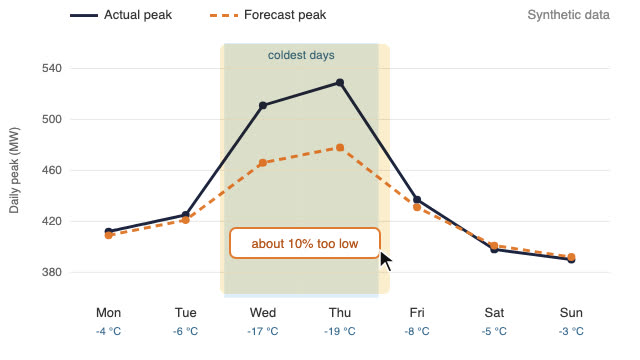 Actual peak
Forecast peak
Synthetic data
coldest days
540
500
460
420
380
Daily peak (MW)
about 10% too low
Mon
Tue
Wed
Thu
Fri
Sat
Sun
-4 °C
-6 °C
-17 °C
-19 °C
-8 °C
-5 °C
-3 °C